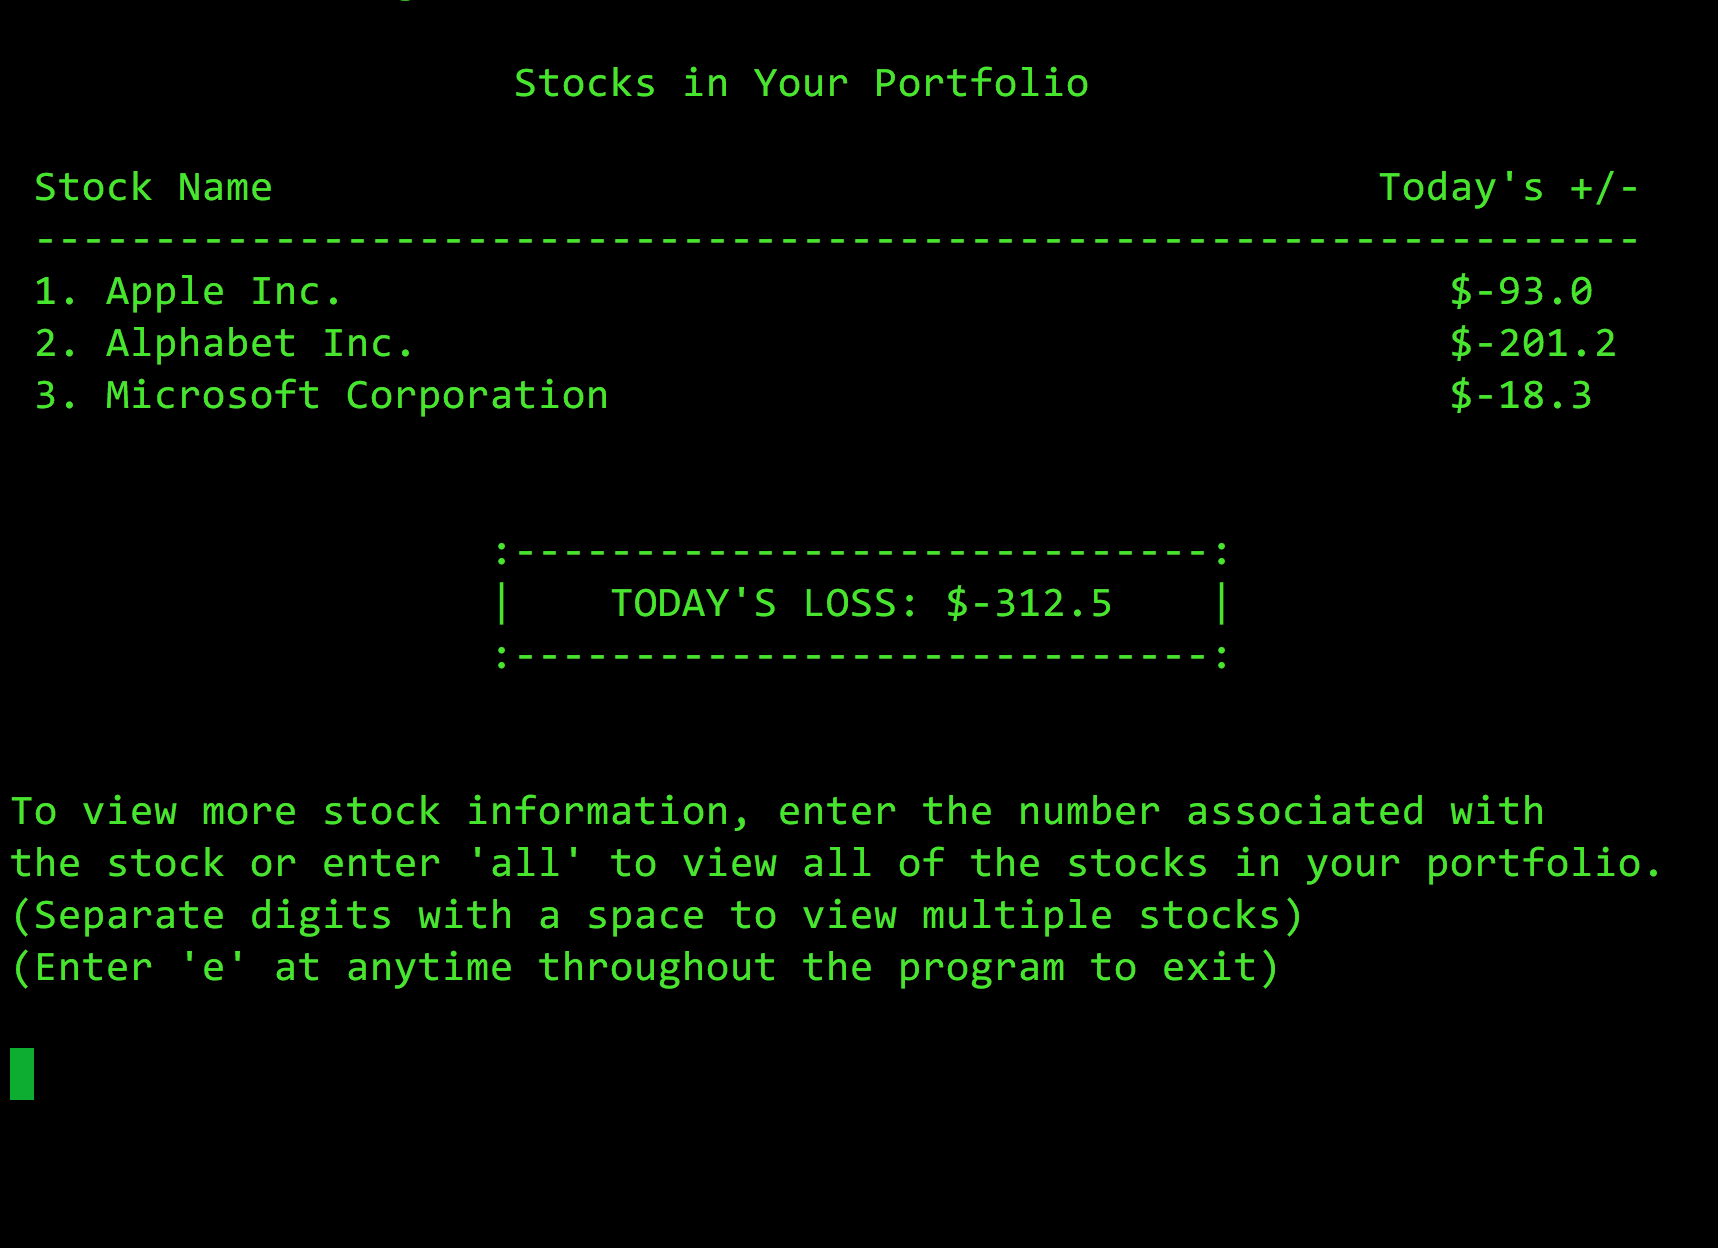 Stocks in Your Portfolio
Stock Name Today's +/-
-------------------------------------------------------------------
1. Apple Inc. $-93.0
2. Alphabet Inc. $-201.2
3. Microsoft Corporation $-18.3
:-----------------------------:
| TODAY'S LOSS: $-312.5 |
:-----------------------------:
To view more stock information, enter the number associated with
the stock or enter 'all' to view all of the stocks in your portfolio.
(Separate digits with a space to view multiple stocks)
(Enter 'e' at anytime throughout the program to exit)